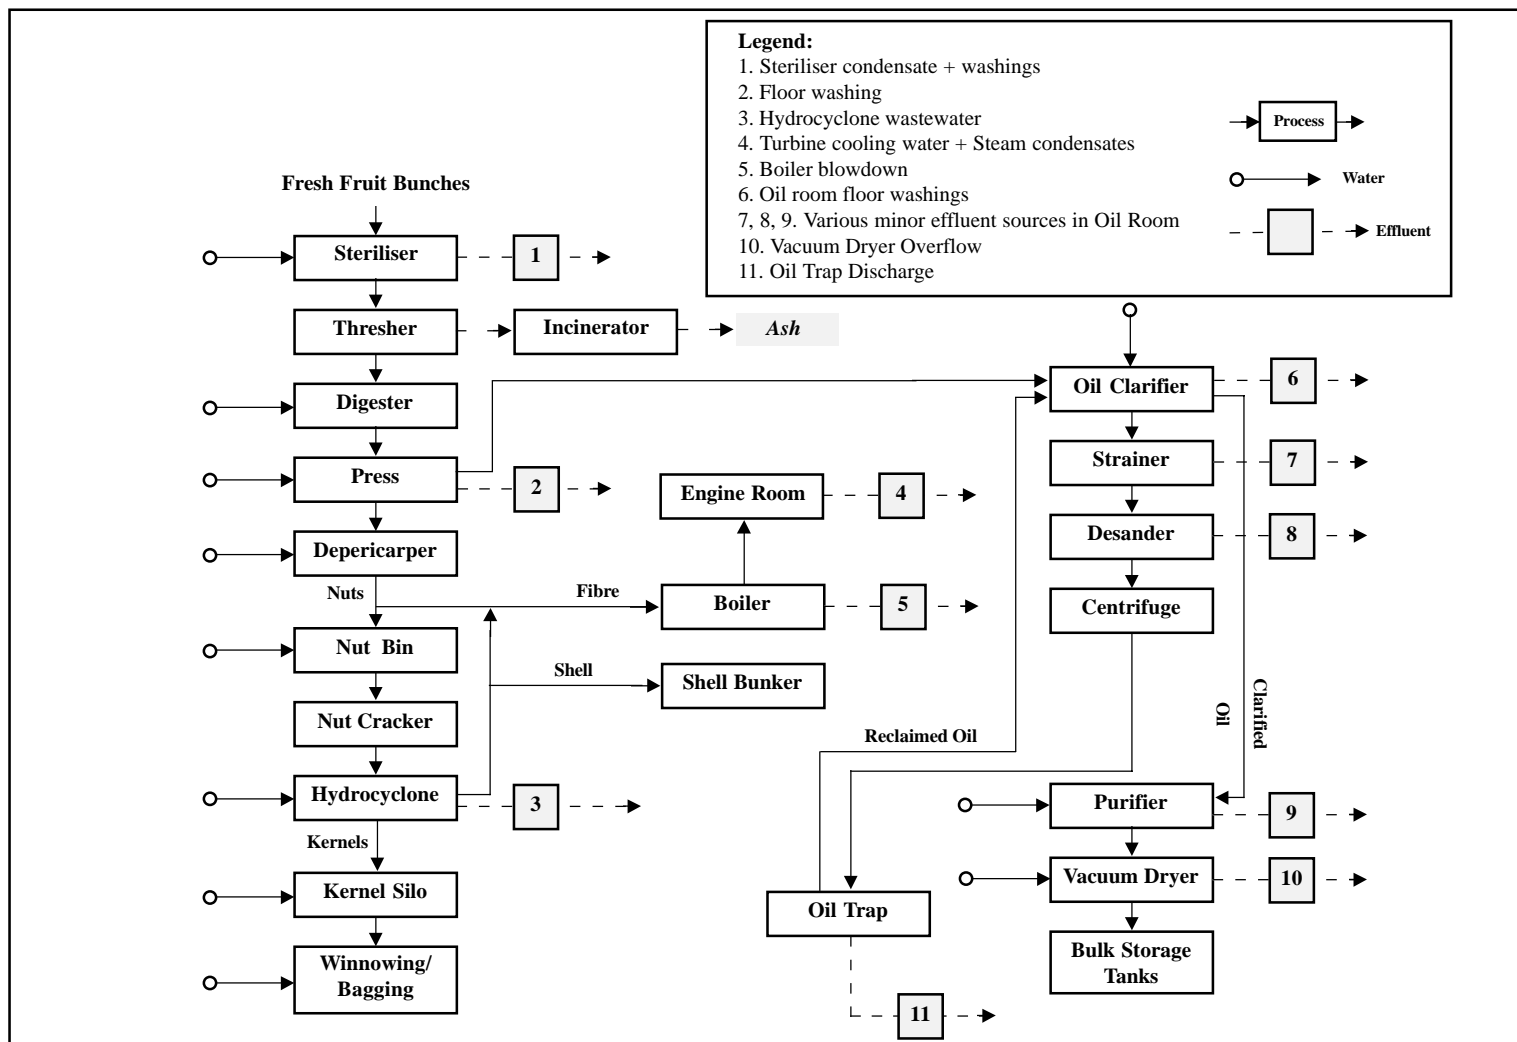 Legend:
1. Steriliser condensate + washings
2. Floor washing
3. Hydrocyclone wastewater
4. Turbine cooling water + Steam condensates
5. Boiler blowdown
6. Oil room floor washings
7, 8, 9. Various minor effluent sources in Oil Room
10. Vacuum Dryer Overflow
11. Oil Trap Discharge
Process
Water
Effluent
Fresh Fruit Bunches
Steriliser
1
Thresher
Incinerator
Ash
Digester
Press
2
Depericarper
Nuts
Fibre
Nut Bin
Shell
Nut Cracker
Hydrocyclone
3
Kernels
Kernel Silo
Winnowing/
Bagging
Engine Room
4
Boiler
5
Shell Bunker
Reclaimed Oil
Oil Trap
11
Oil Clarifier
6
Strainer
7
Desander
8
Centrifuge
Clarified
Oil
Purifier
9
Vacuum Dryer
10
Bulk Storage
Tanks